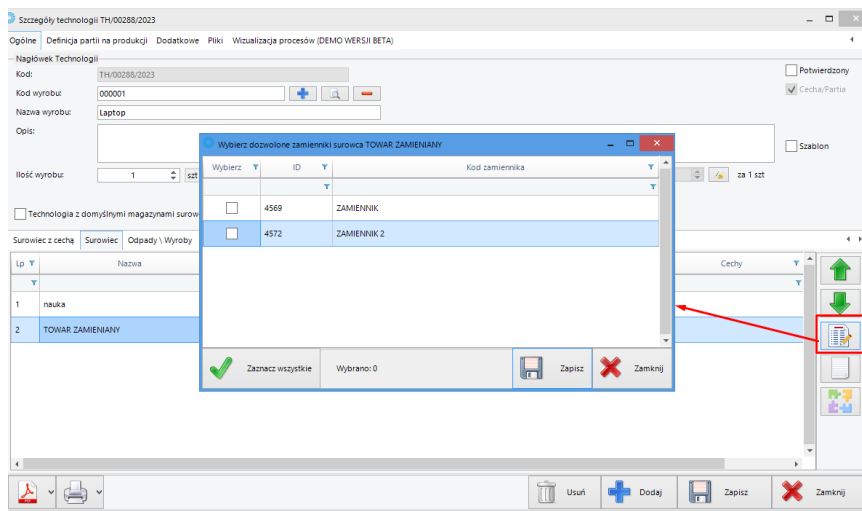 Szczegóły technologii TH/00288/2023
Ogólne Definicja partii na produkcji Dodatkowe Pliki Wizualizacja procesów (DEMO WERSJI BETA)
Nagłówek Technologii
Kod: TH/00288/2023
Potwierdzony
Kod wyrobu: 000001
Cecha/Partia
Nazwa wyrobu: Laptop
Opis:
Szablon
Ilość wyrobu: 1 szt
za 1 szt
Technologia z domyślnymi magazynami surow
Surowiec z cechą Surowiec Odpady \ Wyroby
Lp Nazwa Cechy
1 nauka
2 TOWAR ZAMIENIANY
Wybierz dozwolone zamienniki surowca TOWAR ZAMIENIANY
Wybierz ID Kod zamiennika
4569 ZAMIENNIK
4572 ZAMIENNIK 2
Zaznacz wszystkie Wybrano: 0 Zapisz Zamknij
PDF Usuń Dodaj Zapisz Zamknij